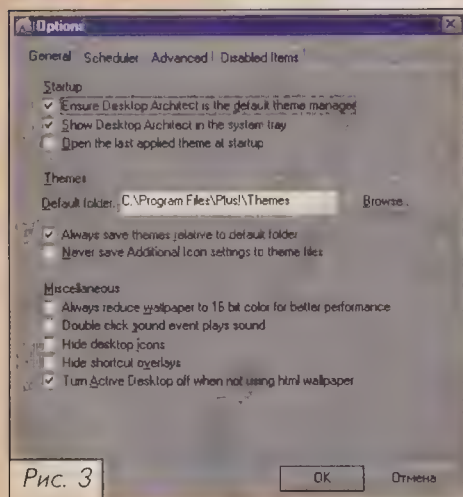 Options
General Scheduler Advanced Disabled Items
Startup
Ensure Desktop Architect is the default theme manager
Show Desktop Architect in the system tray
Open the last applied theme at startup
Themes
Default folder: C:\Program Files\Plus!\Themes Browse..
Always save themes relative to default folder
Never save Additional Icon settings to theme files
Miscellaneous
Always reduce wallpaper to 16 bit color for better performance
Double click sound event plays sound
Hide desktop icons
Hide shortcut overlays
Turn Active Desktop off when not using html wallpaper
Рис. 3
OK Отмена